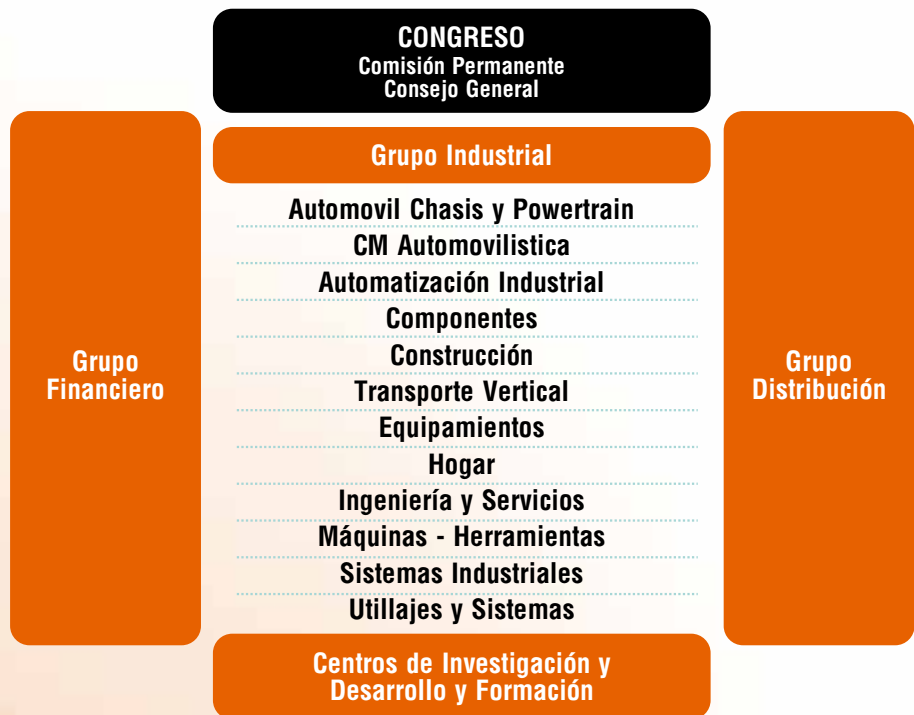 CONGRESO
Comisión Permanente
Consejo General
Grupo
Financiero
Grupo Industrial
Automovil Chasis y Powertrain
CM Automovilistica
Automatización Industrial
Componentes
Construcción
Transporte Vertical
Equipamientos
Hogar
Ingeniería y Servicios
Máquinas - Herramientas
Sistemas Industriales
Utillajes y Sistemas
Grupo
Distribución
Centros de Investigación y
Desarrollo y Formación